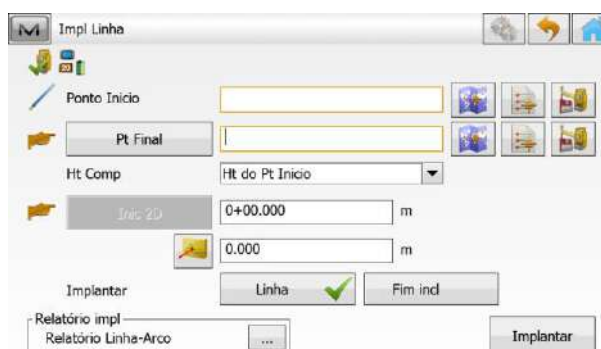 Impl Linha
Ponto Inicio
Pt Final
Ht Comp Ht do Pt Inicio
Inic 2D 0+00.000 m
0.000 m
Implantar Linha Fim incl
Relatório impl
Relatório Linha-Arco ... Implantar